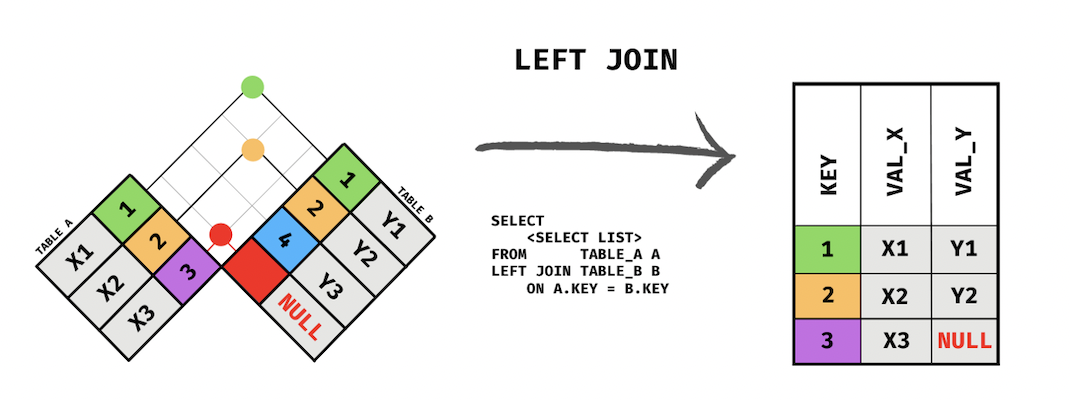 LEFT JOIN
TABLE A
1
2
3
X1
X2
X3
TABLE B
1
2
4
Y1
Y2
Y3
NULL
SELECT
<SELECT LIST>
FROM TABLE_A A
LEFT JOIN TABLE_B B
ON A.KEY = B.KEY
KEY VAL_X VAL_Y
1 X1 Y1
2 X2 Y2
3 X3 NULL